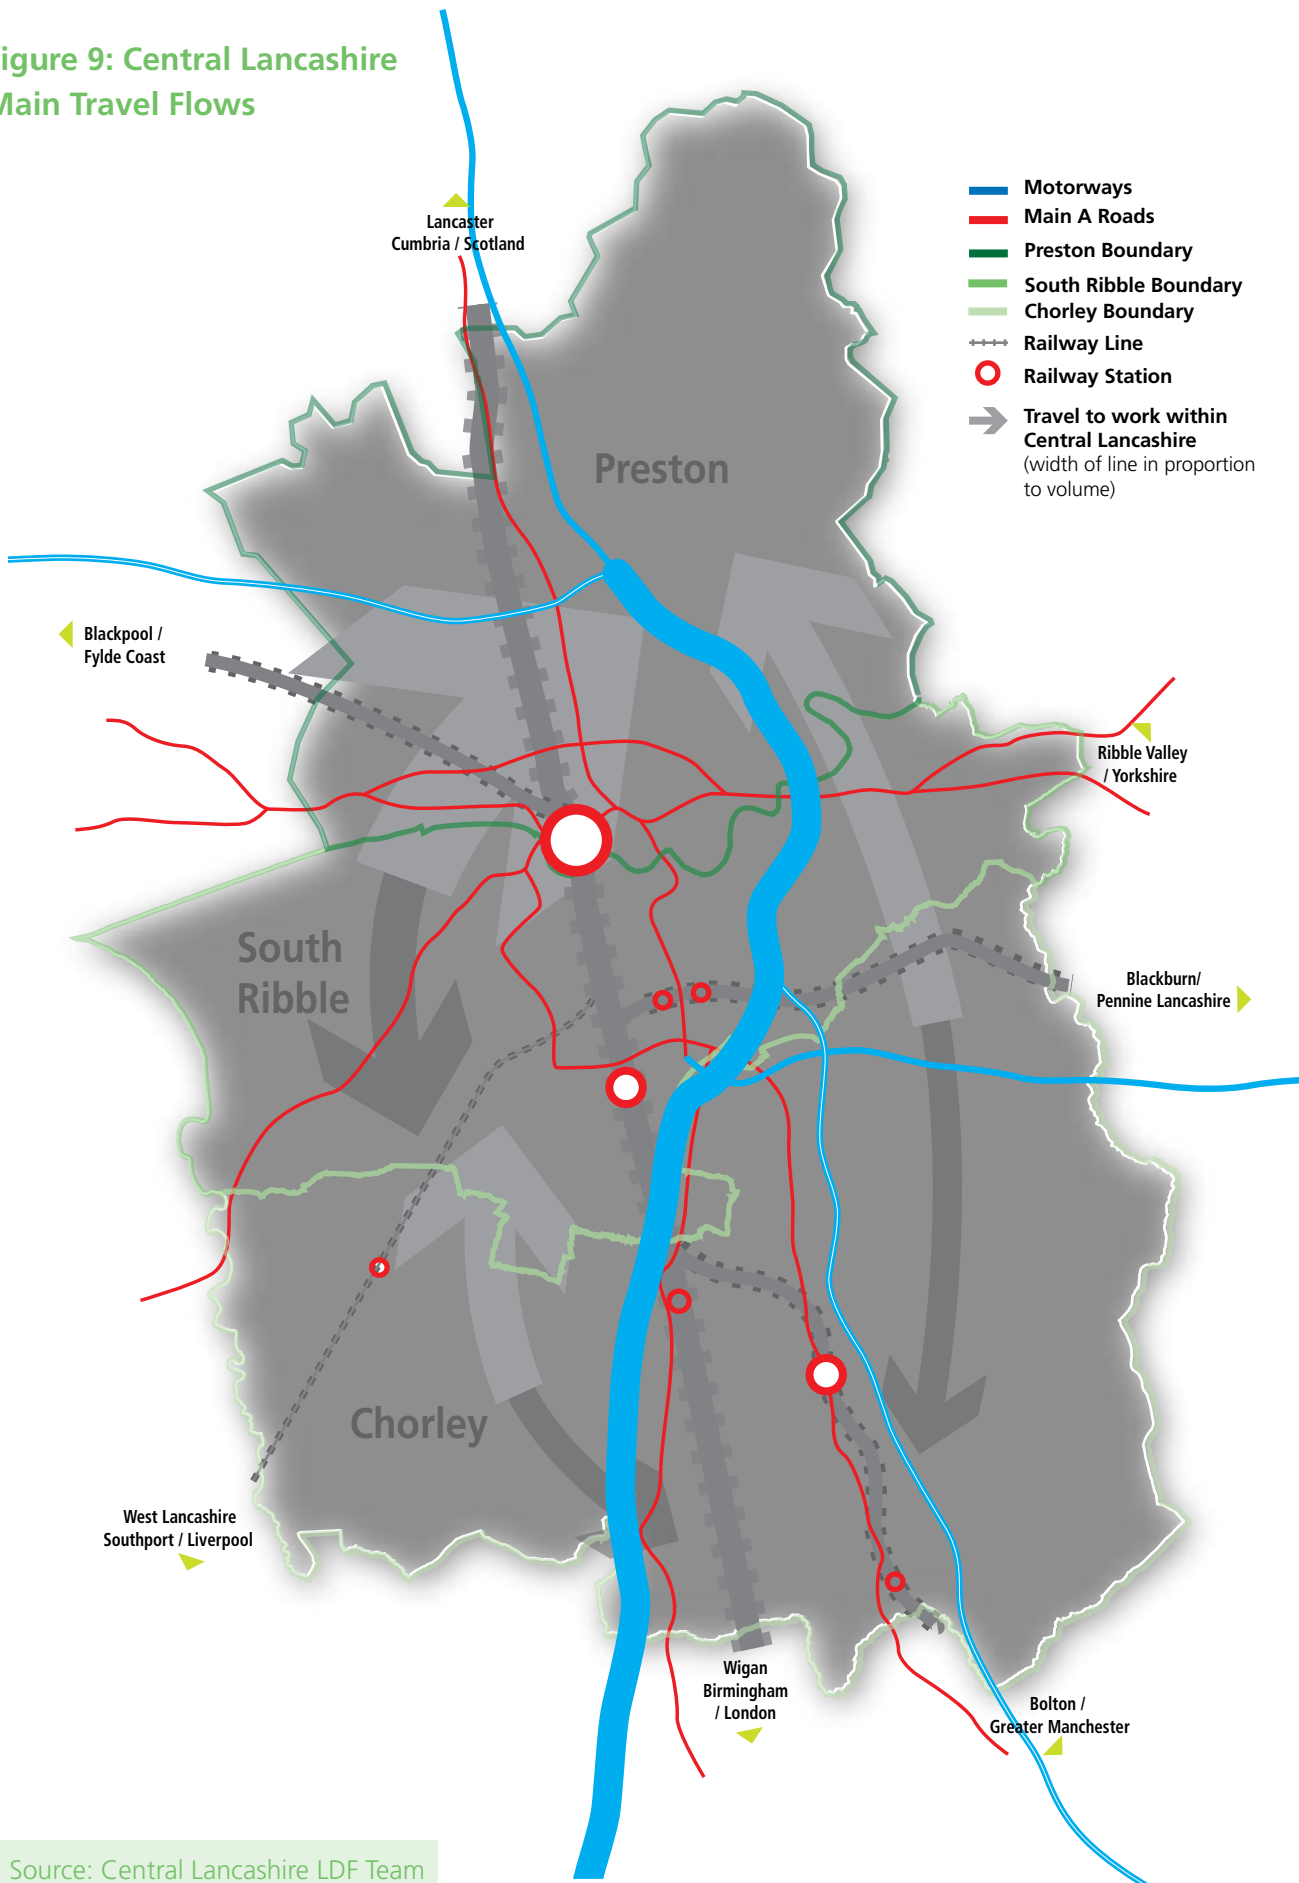 igure 9: Central Lancashire
Main Travel Flows
Motorways
Main A Roads
Preston Boundary
South Ribble Boundary
Chorley Boundary
Railway Line
Railway Station
Travel to work within
Central Lancashire
(width of line in proportion
to volume)
Lancaster
Cumbria / Scotland
Preston
Blackpool /
Fylde Coast
Ribble Valley
/ Yorkshire
South
Ribble
Blackburn/
Pennine Lancashire
Chorley
West Lancashire
Southport / Liverpool
Wigan
Birmingham
/ London
Bolton /
Greater Manchester
Source: Central Lancashire LDF Team